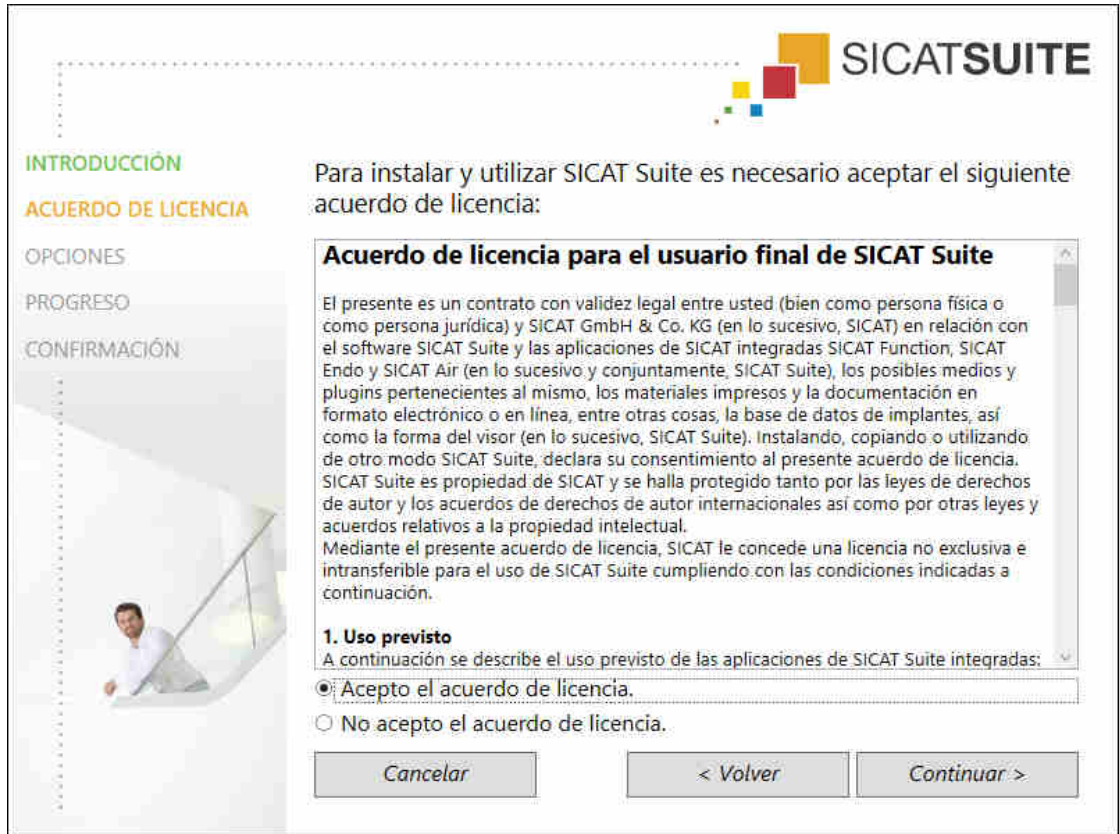 SICATSUITE
INTRODUCCIÓN
ACUERDO DE LICENCIA
OPCIONES
PROGRESO
CONFIRMACIÓN
Para instalar y utilizar SICAT Suite es necesario aceptar el siguiente
acuerdo de licencia:
Acuerdo de licencia para el usuario final de SICAT Suite
El presente es un contrato con validez legal entre usted (bien como persona física o
como persona jurídica) y SICAT GmbH & Co. KG (en lo sucesivo, SICAT) en relación con
el software SICAT Suite y las aplicaciones de SICAT integradas SICAT Function, SICAT
Endo y SICAT Air (en lo sucesivo y conjuntamente, SICAT Suite), los posibles medios y
plugins pertenecientes al mismo, los materiales impresos y la documentación en
formato electrónico o en línea, entre otras cosas, la base de datos de implantes, así
como la forma del visor (en lo sucesivo, SICAT Suite). Instalando, copiando o utilizando
de otro modo SICAT Suite, declara su consentimiento al presente acuerdo de licencia.
SICAT Suite es propiedad de SICAT y se halla protegido tanto por las leyes de derechos
de autor y los acuerdos de derechos de autor internacionales así como por otras leyes y
acuerdos relativos a la propiedad intelectual.
Mediante el presente acuerdo de licencia, SICAT le concede una licencia no exclusiva e
intransferible para el uso de SICAT Suite cumpliendo con las condiciones indicadas a
continuación.
1. Uso previsto
A continuación se describe el uso previsto de las aplicaciones de SICAT Suite integradas:
Acepto el acuerdo de licencia.
No acepto el acuerdo de licencia.
Cancelar
< Volver
Continuar >